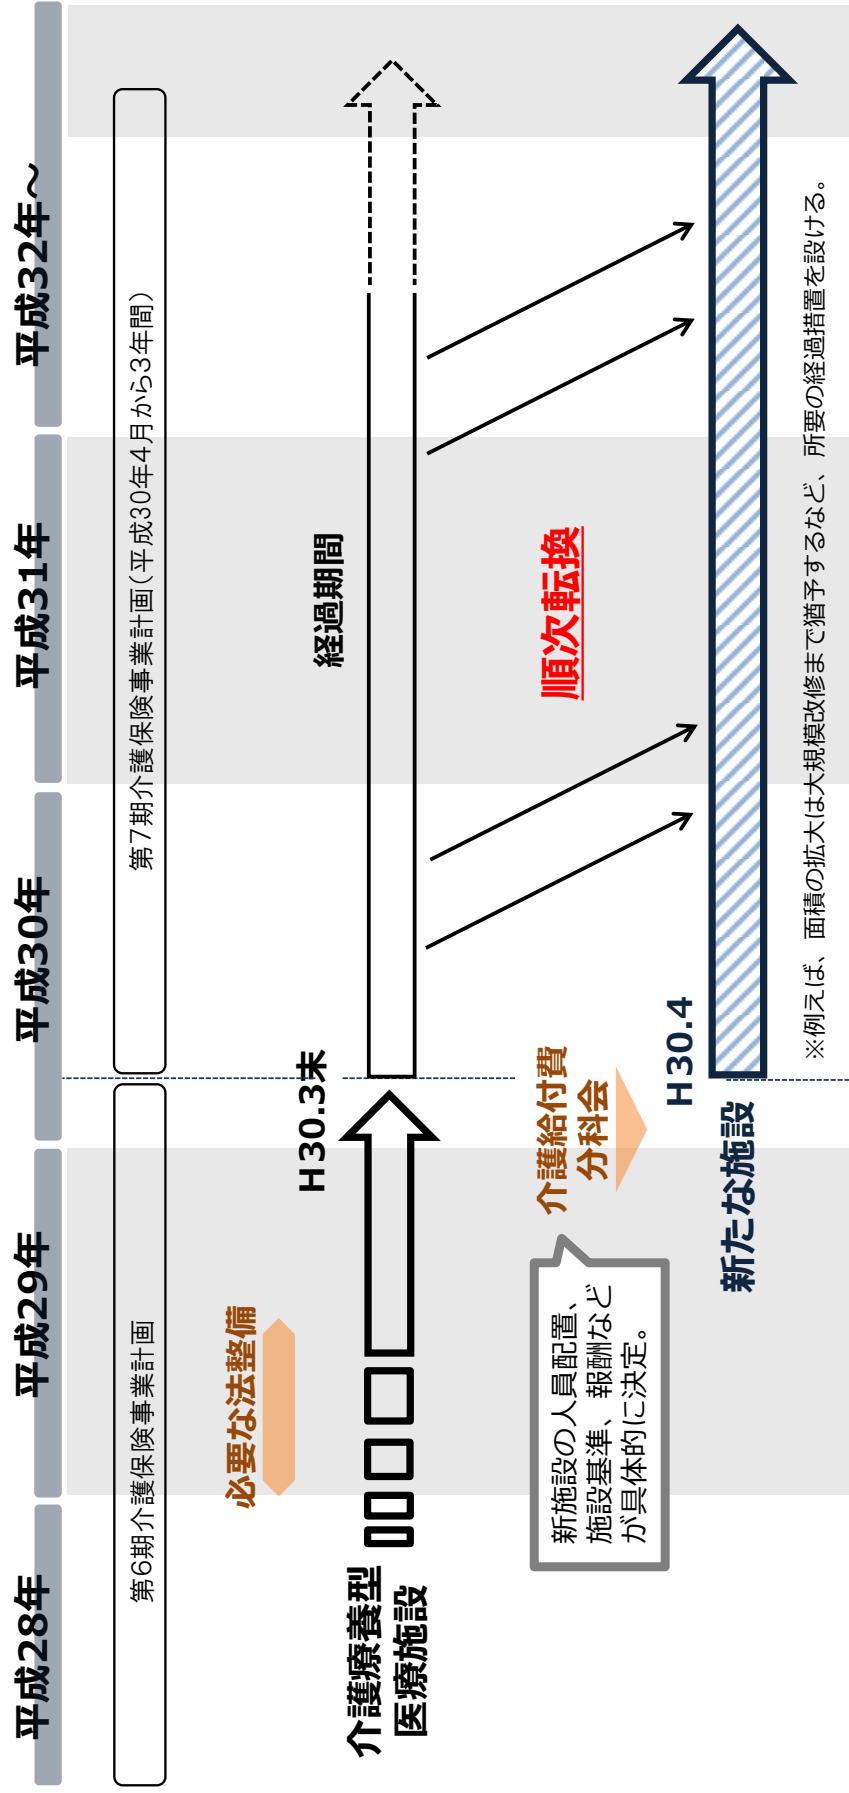 平成28年
平成29年
平成30年
平成31年
平成32年～
第6期介護保険事業計画
第7期介護保険事業計画（平成30年4月から3年間）
必要な法整備
H30.3末
経過期間
介護療養型
医療施設
順次転換
介護給付費
分科会
新施設の人員配置、
施設基準、報酬など
が具体的に決定。
H30.4
新たな施設
※例えば、面積の拡大は大規模改修まで猶予するなど、所要の経過措置を設ける。